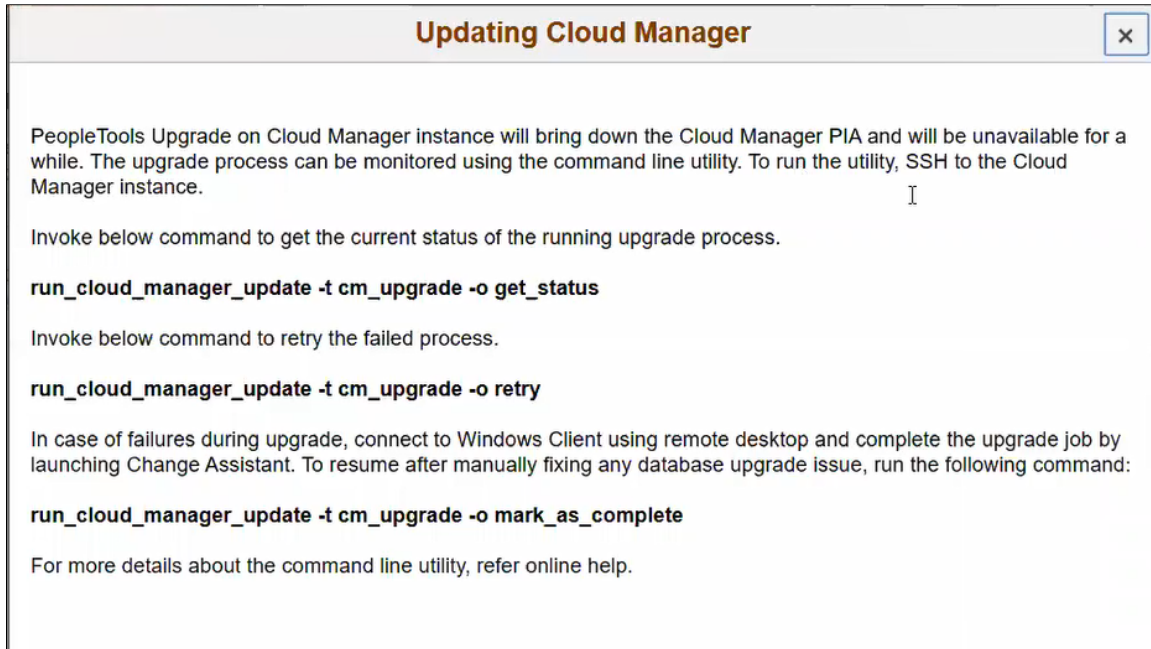 Updating Cloud Manager
PeopleTools Upgrade on Cloud Manager instance will bring down the Cloud Manager PIA and will be unavailable for a
while. The upgrade process can be monitored using the command line utility. To run the utility, SSH to the Cloud
Manager instance.
Invoke below command to get the current status of the running upgrade process.
run_cloud_manager_update -t cm_upgrade -o get_status
Invoke below command to retry the failed process.
run_cloud_manager_update -t cm_upgrade -o retry
In case of failures during upgrade, connect to Windows Client using remote desktop and complete the upgrade job by
launching Change Assistant. To resume after manually fixing any database upgrade issue, run the following command:
run_cloud_manager_update -t cm_upgrade -o mark_as_complete
For more details about the command line utility, refer online help.